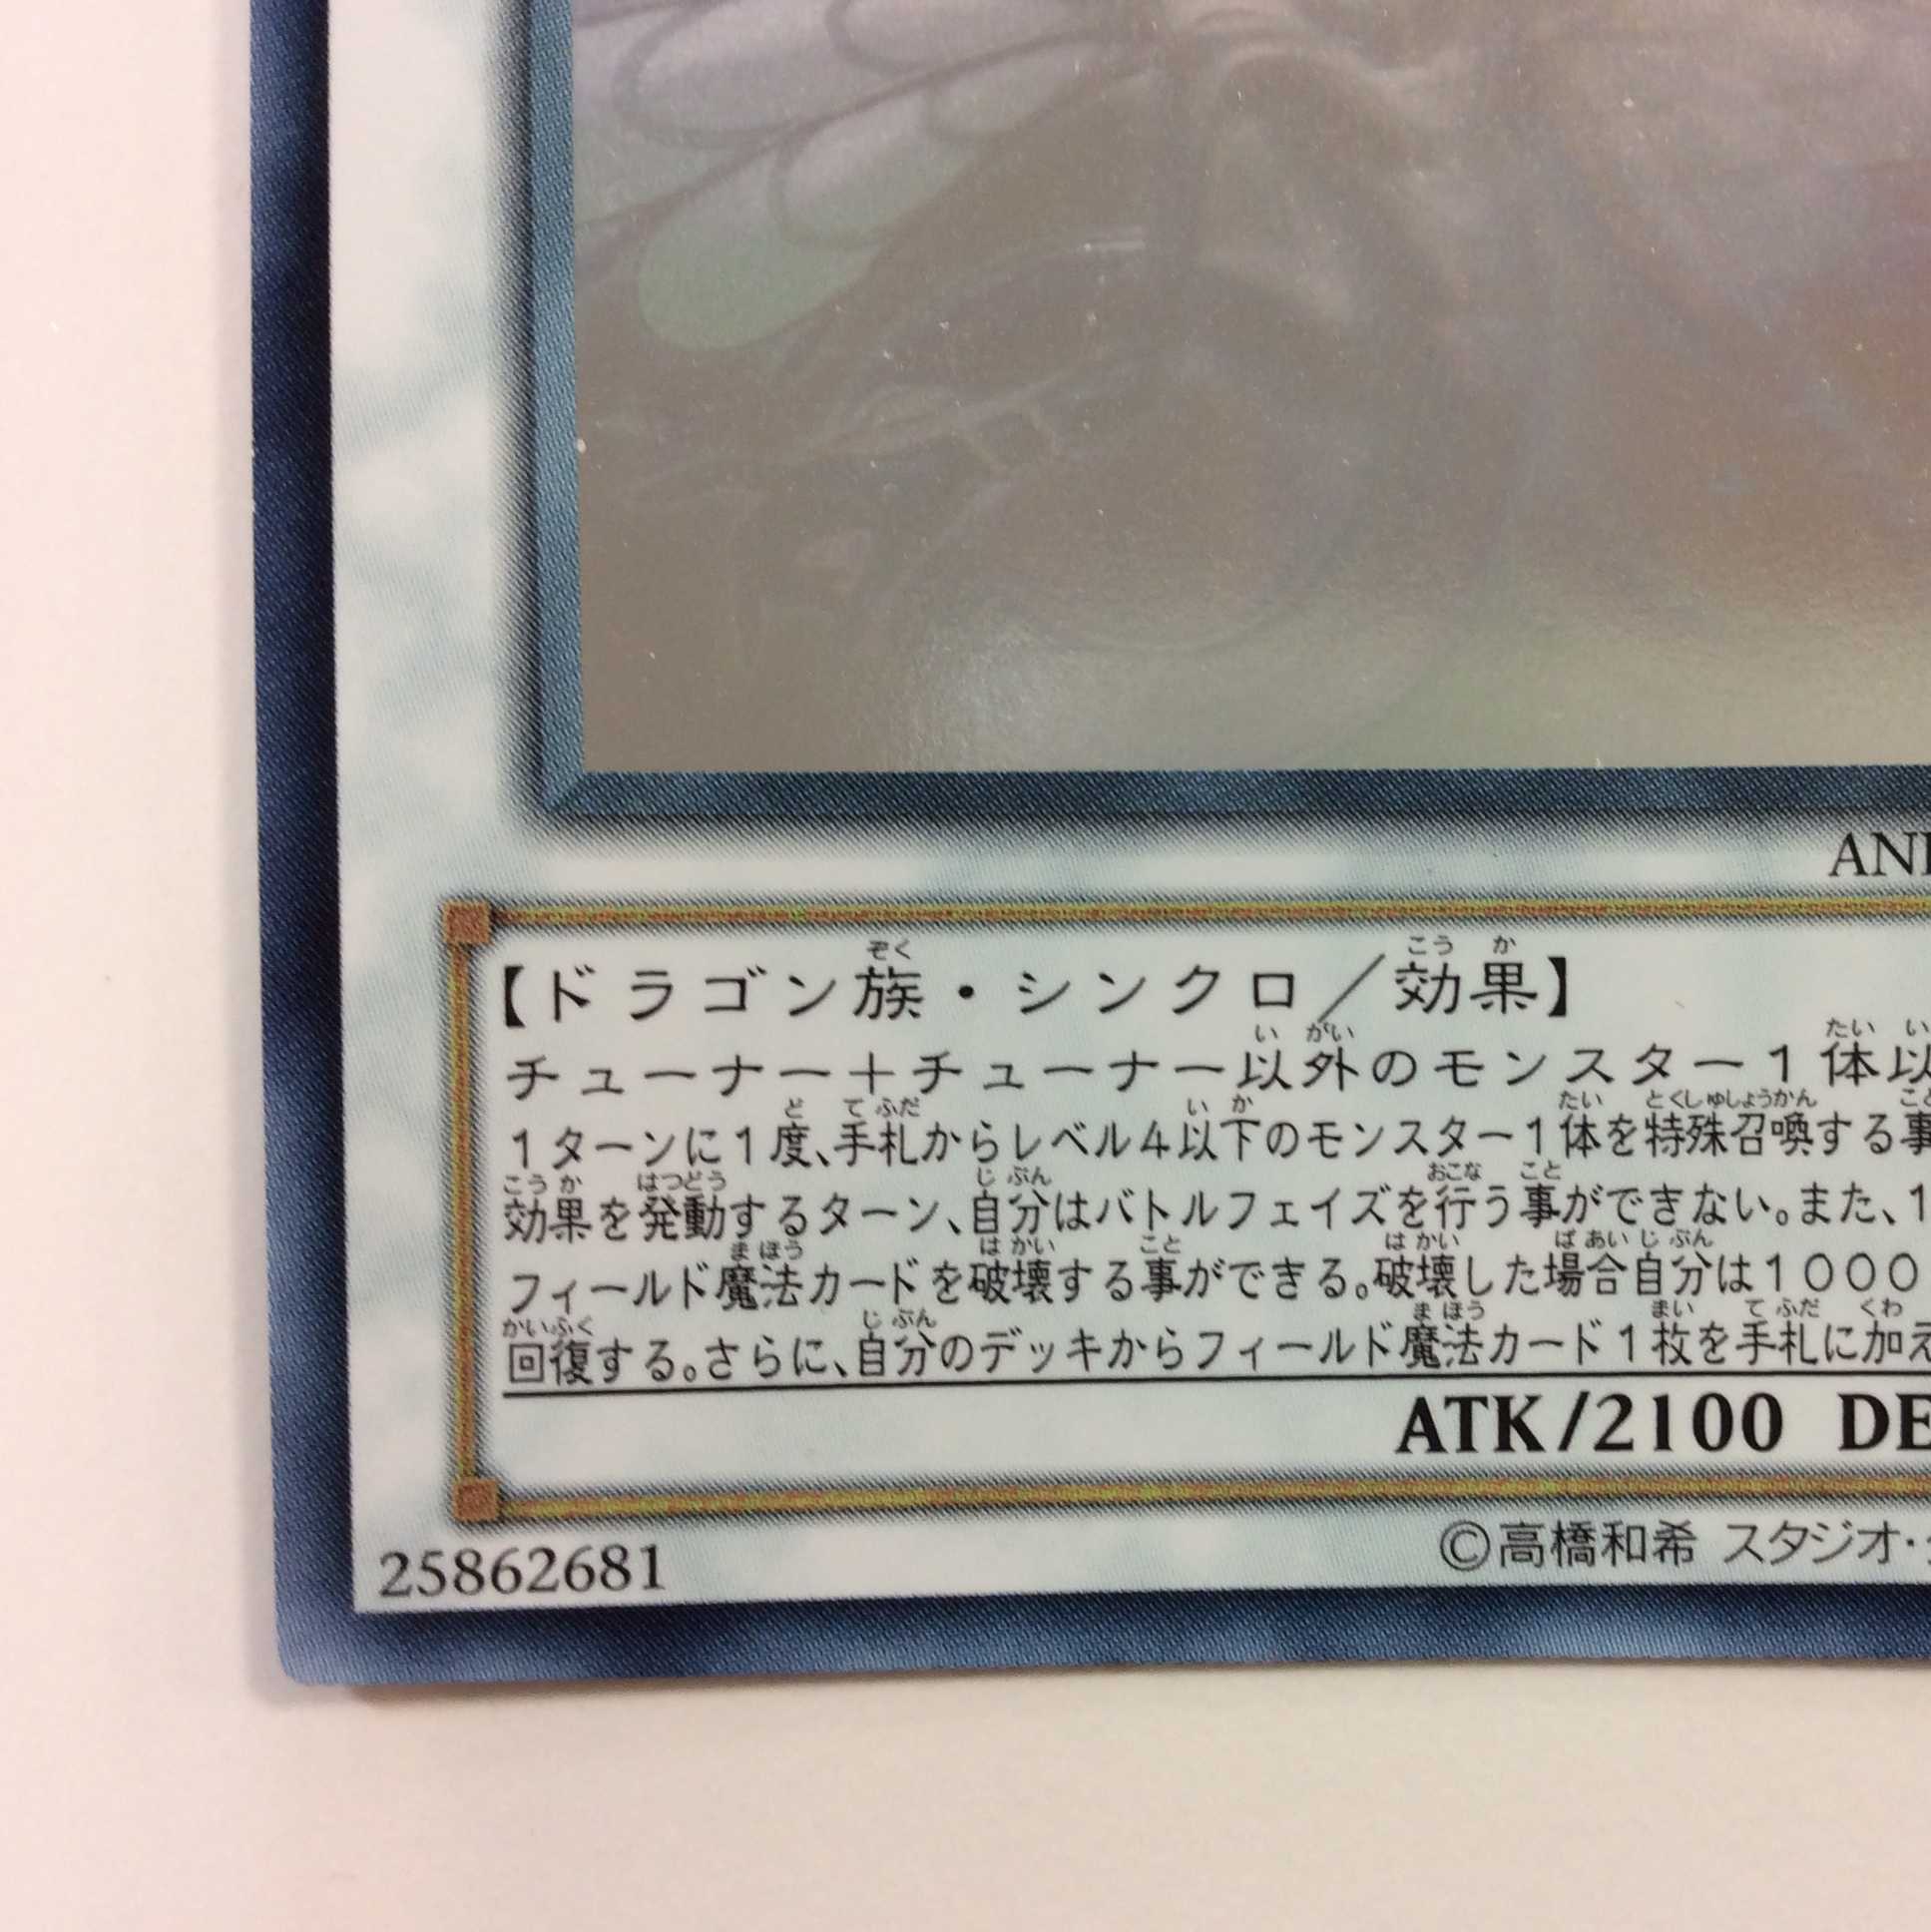 ANI
【ドラゴン族・シンクロ／効果】
チューナー＋チューナー以外のモンスター1体以
1ターンに1度、手札からレベル4以下のモンスター1体を特殊召喚する事
効果を発動するターン、自分はバトルフェイズを行う事ができない。また、1
フィールド魔法カードを破壊する事ができる。破壊した場合自分は1000
回復する。さらに、自分のデッキからフィールド魔法カード1枚を手札に加え
ATK/2100 DE
25862681
©高橋和希 スタジオ・